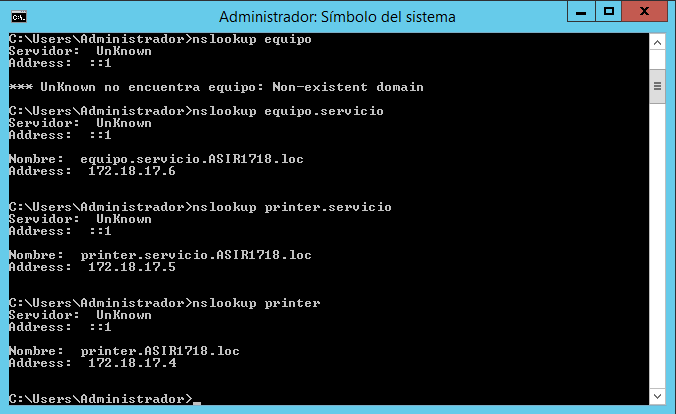 Administrador: Símbolo del sistema
C:\Users\Administrador>nslookup equipo
Servidor:  UnKnown
Address:  ::1
*** UnKnown no encuentra equipo: Non-existent domain
C:\Users\Administrador>nslookup equipo.servicio
Servidor:  UnKnown
Address:  ::1
Nombre:  equipo.servicio.ASIR1718.loc
Address:  172.18.17.6
C:\Users\Administrador>nslookup printer.servicio
Servidor:  UnKnown
Address:  ::1
Nombre:  printer.servicio.ASIR1718.loc
Address:  172.18.17.5
C:\Users\Administrador>nslookup printer
Servidor:  UnKnown
Address:  ::1
Nombre:  printer.ASIR1718.loc
Address:  172.18.17.4
C:\Users\Administrador>_